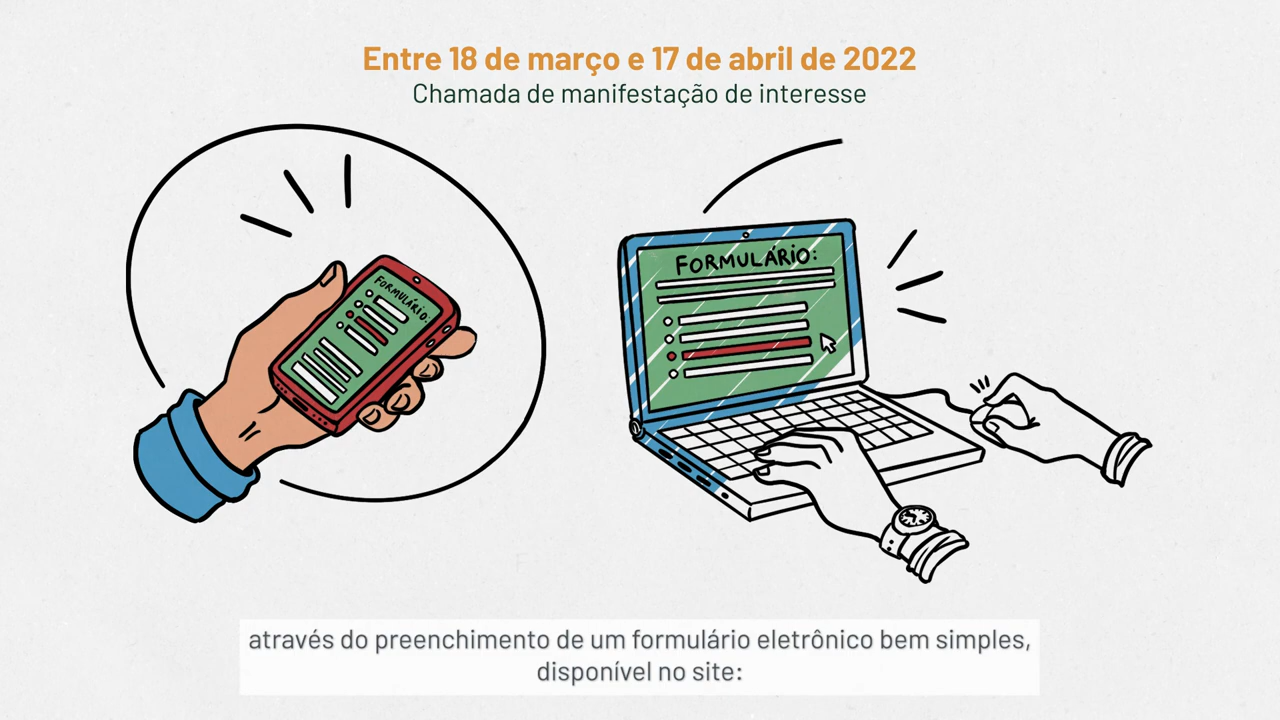 Entre 18 de março e 17 de abril de 2022
Chamada de manifestação de interesse
FORMULÁRIO:
FORMULÁRIO:
através do preenchimento de um formulário eletrônico bem simples,
disponível no site: